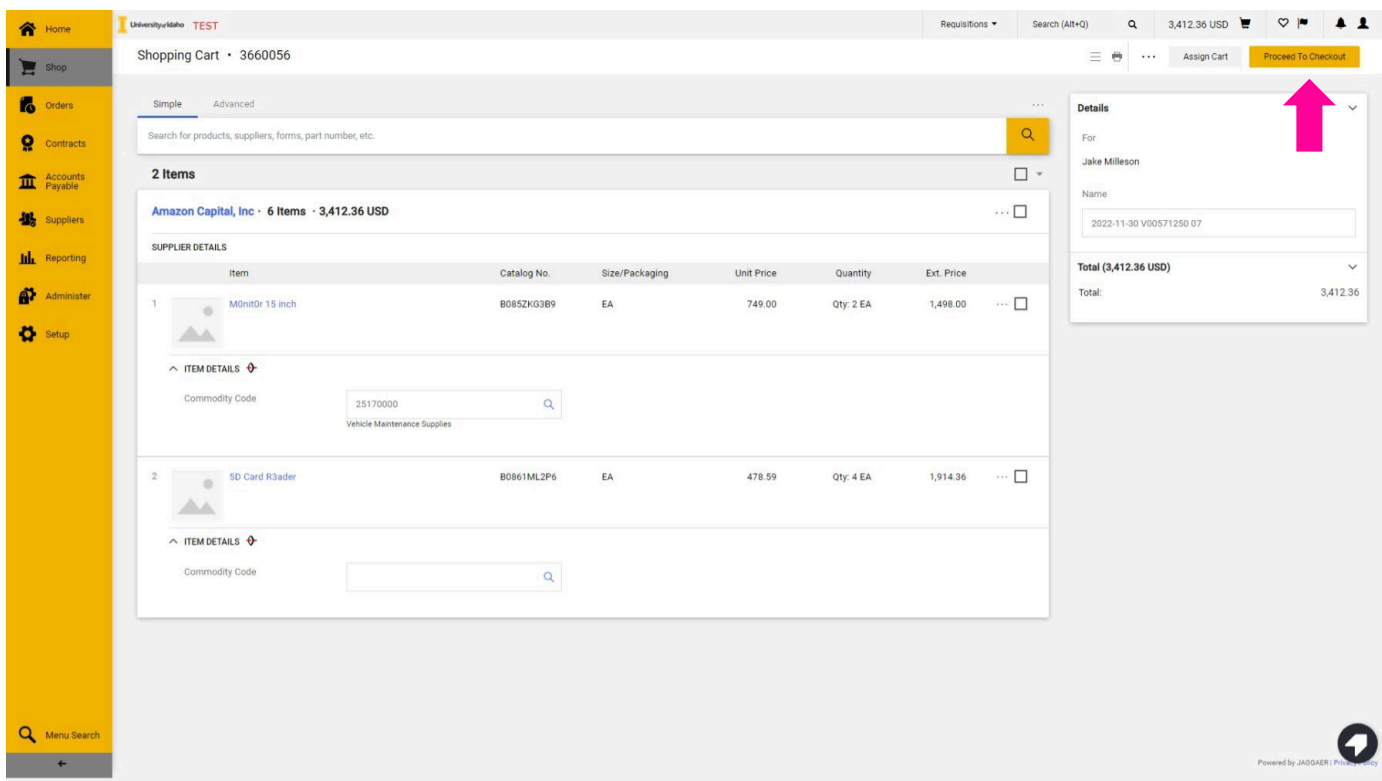 Home
University of Idaho TEST
Requisitions
Search (Alt+Q)
3,412.36 USD
Shop
Shopping Cart • 3660056
Assign Cart
Proceed To Checkout
Orders
Contracts
Accounts
Payable
Suppliers
Reporting
Administer
Setup
Simple Advanced
Search for products, suppliers, forms, part number, etc.
2 Items
Amazon Capital, Inc · 6 Items · 3,412.36 USD
SUPPLIER DETAILS
Item Catalog No. Size/Packaging Unit Price Quantity Ext. Price
1 M0nit0r 15 inch B085ZKG3B9 EA 749.00 Qty: 2 EA 1,498.00 ...
ITEM DETAILS
Commodity Code 25170000
Vehicle Maintenance Supplies
2 5D Card R3ader B0861ML2P6 EA 478.59 Qty: 4 EA 1,914.36 ...
ITEM DETAILS
Commodity Code
Details
For
Jake Milleson
Name
2022-11-30 V00571250 07
Total (3,412.36 USD)
Total: 3,412.36
Menu Search
Powered by JAGGAER | Privacy Policy